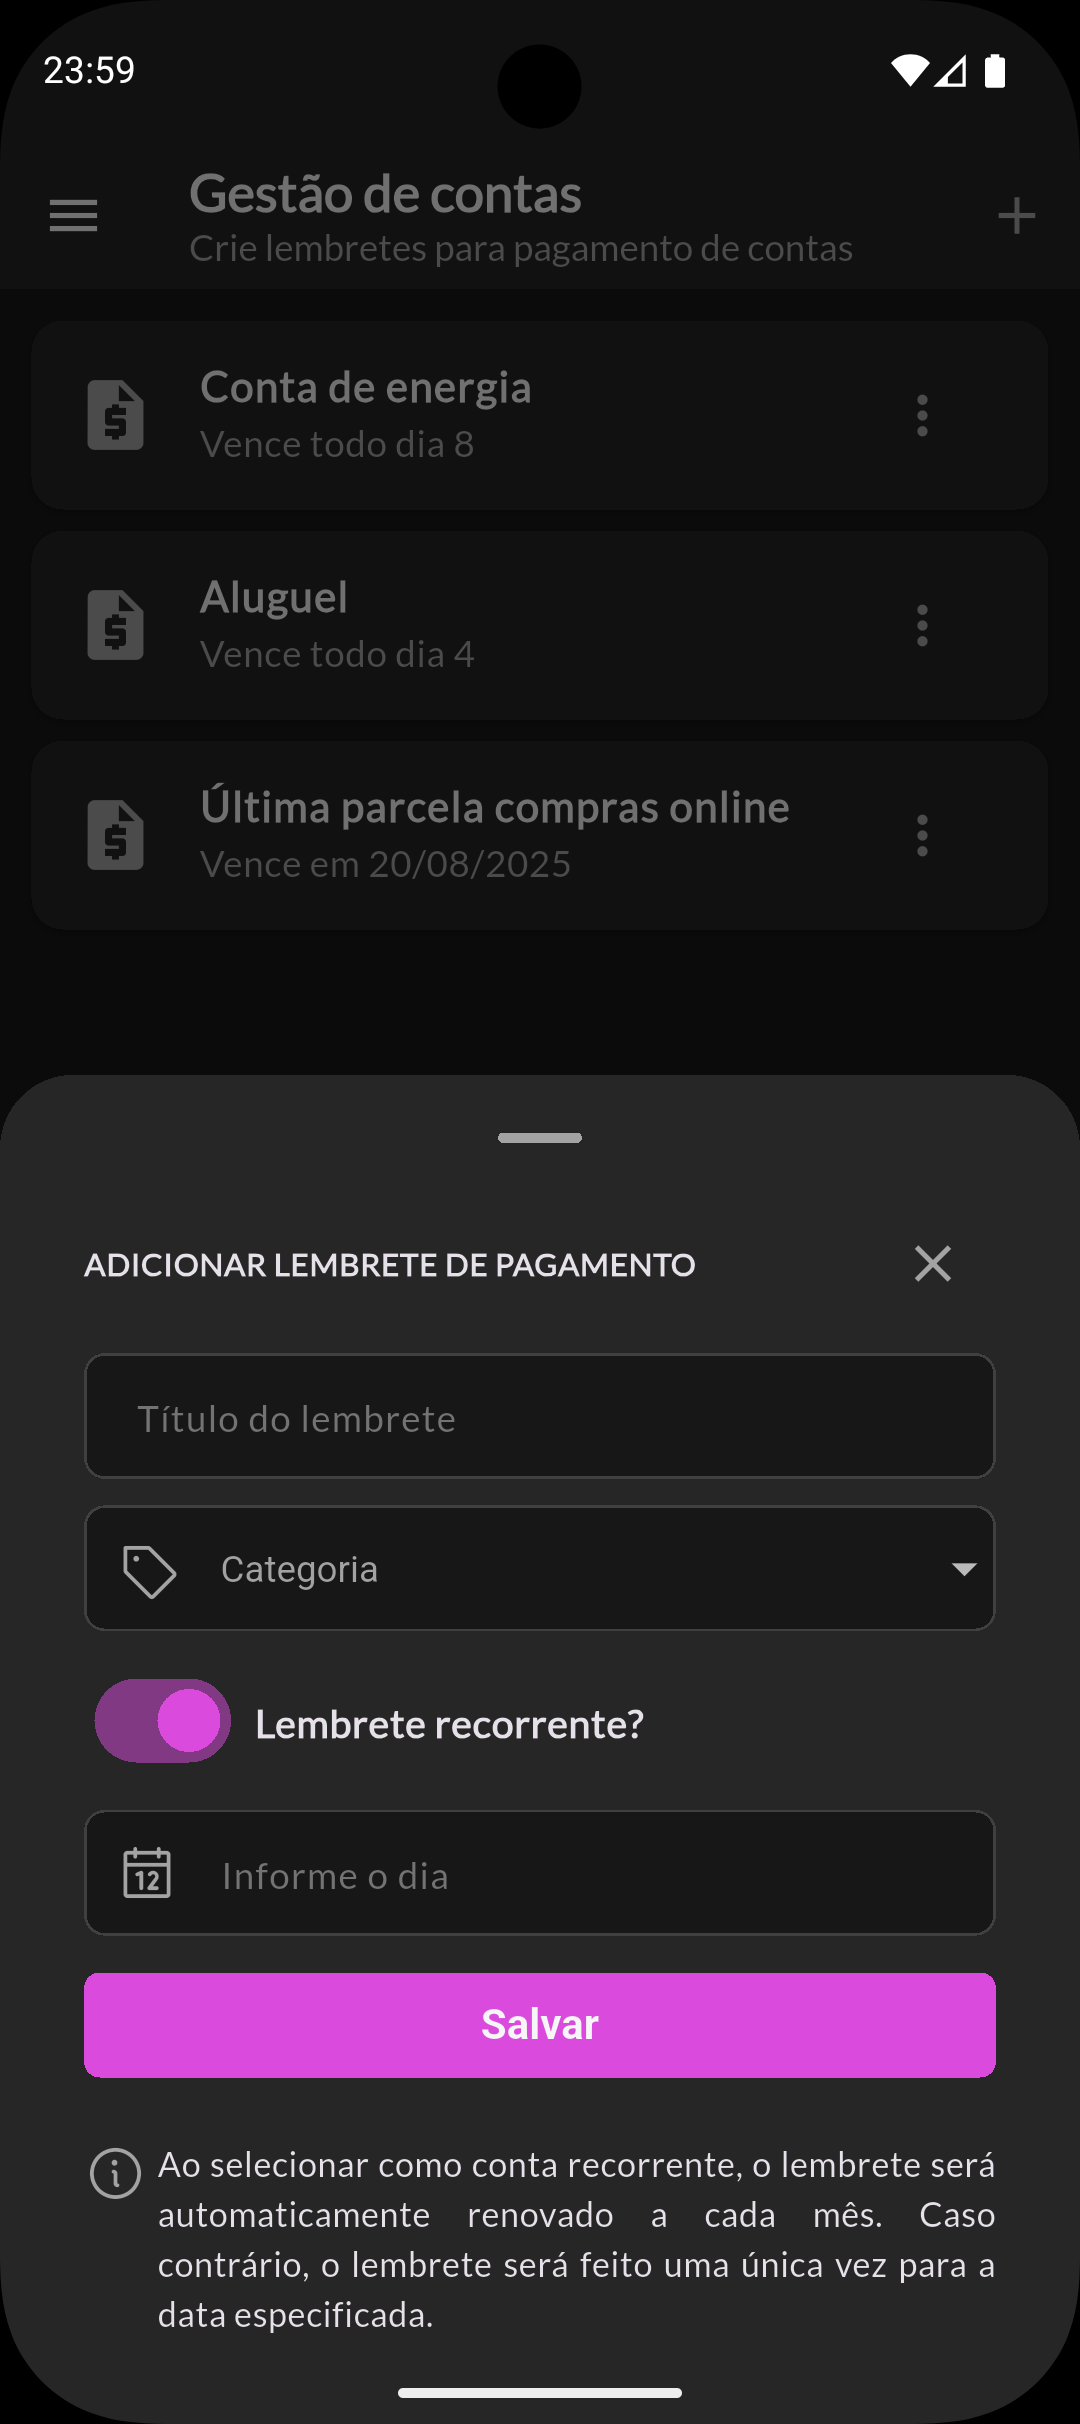 23:59
Gestão de contas
Crie lembretes para pagamento de contas
Conta de energia
Vence todo dia 8
Aluguel
Vence todo dia 4
Última parcela compras online
Vence em 20/08/2025
ADICIONAR LEMBRETE DE PAGAMENTO
Título do lembrete
Categoria
Lembrete recorrente?
12
Informe o dia
Salvar
Ao selecionar como conta recorrente, o lembrete será
automaticamente renovado a cada mês. Caso
contrário, o lembrete será feito uma única vez para a
data especificada.